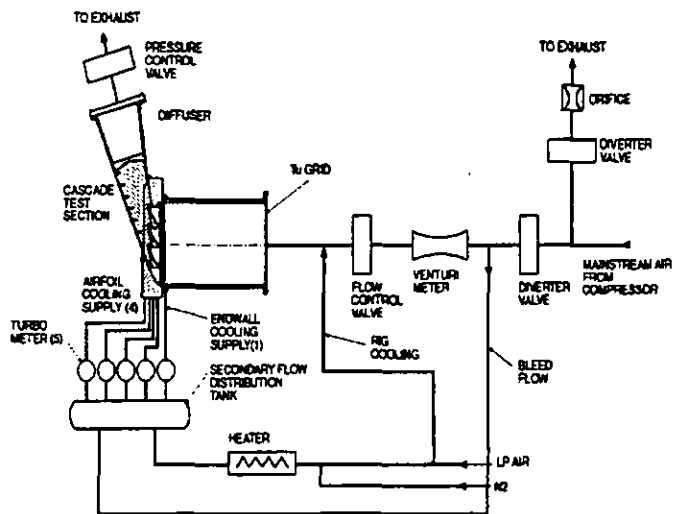 TO EXHAUST
PRESSURE
CONTROL
VALVE
DIFFUSER
CASCADE
TEST
SECTION
Tu GRID
TO EXHAUST
ORIFICE
DIVERTER
VALVE
AIRFOIL
COOLING
SUPPLY (4)
TURBO
METER (5)
ENDWALL
COOLING
SUPPLY(1)
SECONDARY FLOW
DISTRIBUTION
TANK
FLOW
CONTROL
VALVE
VENTURI
METER
DIVERTER
VALVE
MAINSTREAM AIR
FROM
COMPRESSOR
RIG
COOLING
BLEED
FLOW
HEATER
LP AIR
N2